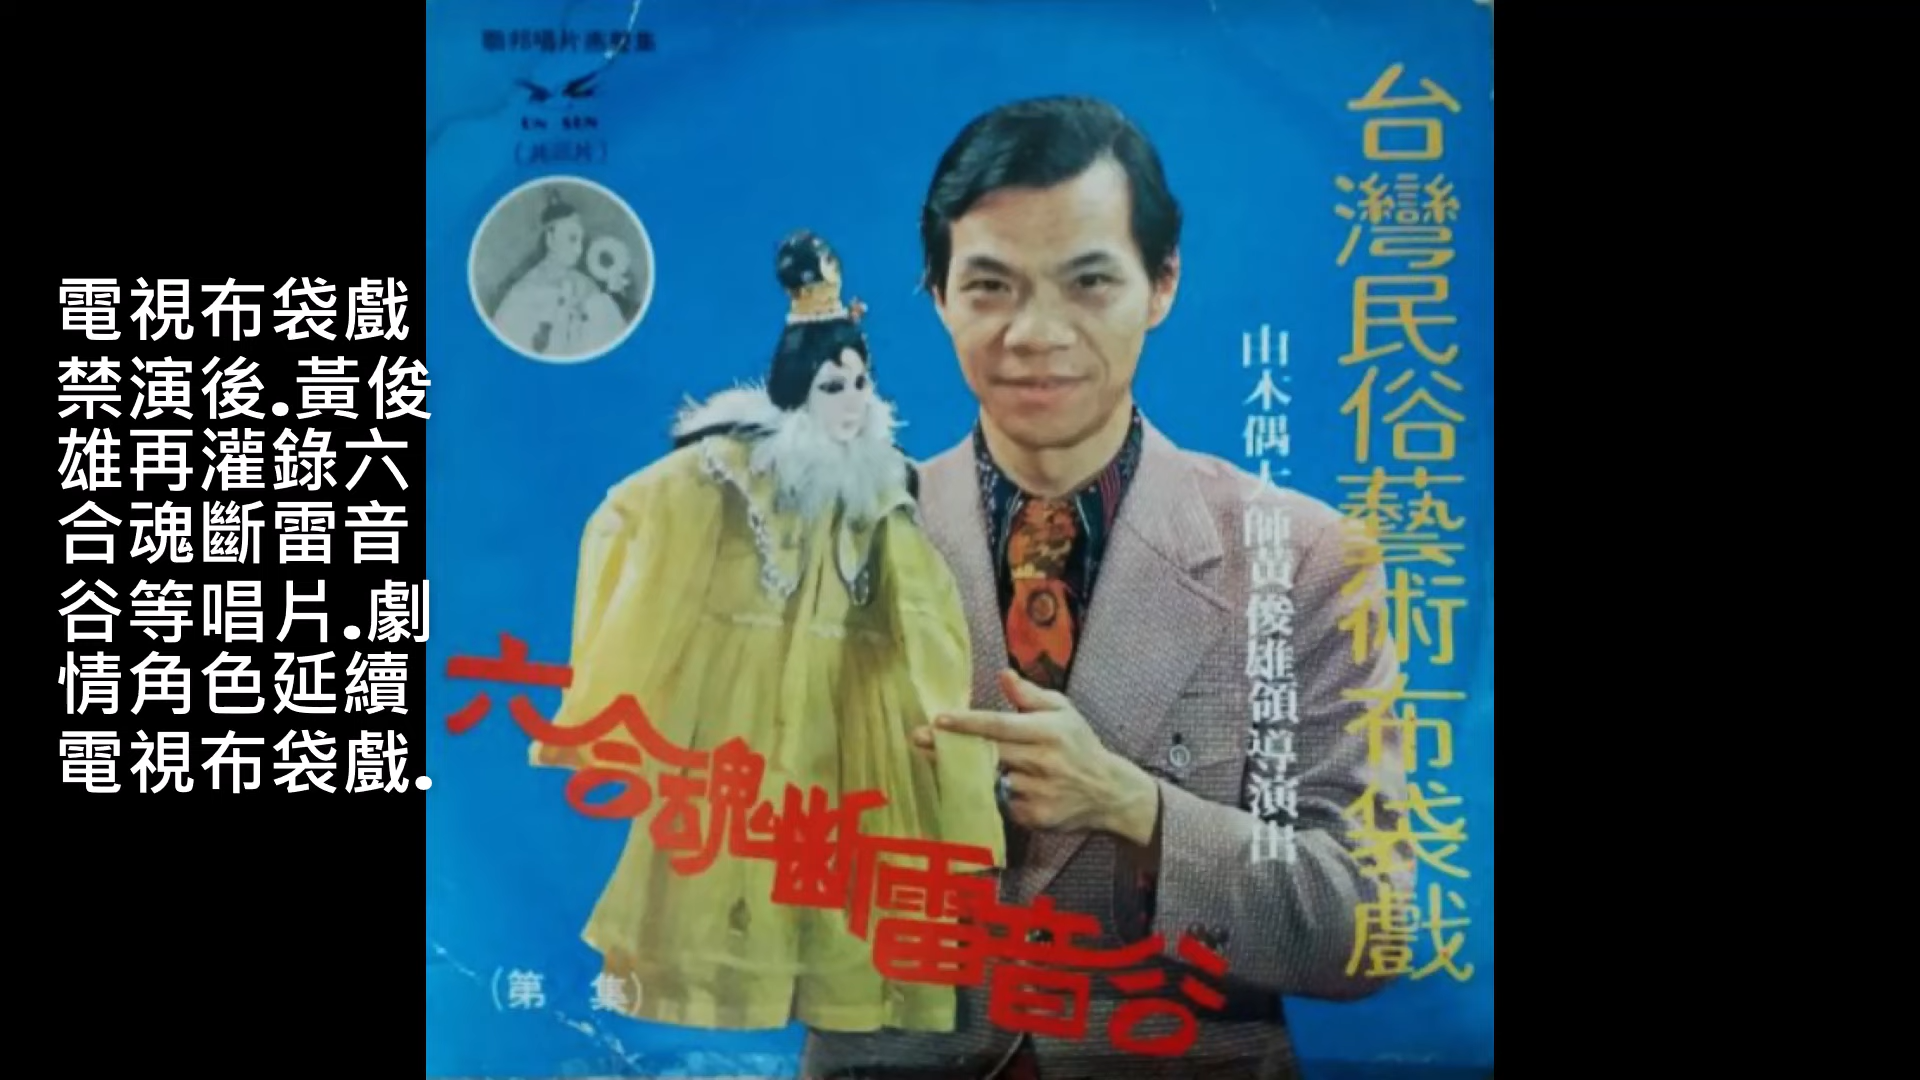 電視布袋戲
禁演後.黃俊
雄再灌錄六
合魂斷雷音
谷等唱片.劇
情角色延續
電視布袋戲.
台灣民俗藝術布袋戲
由木偶大師黃俊雄領導演出
六合魂斷雷音谷
(第　集)